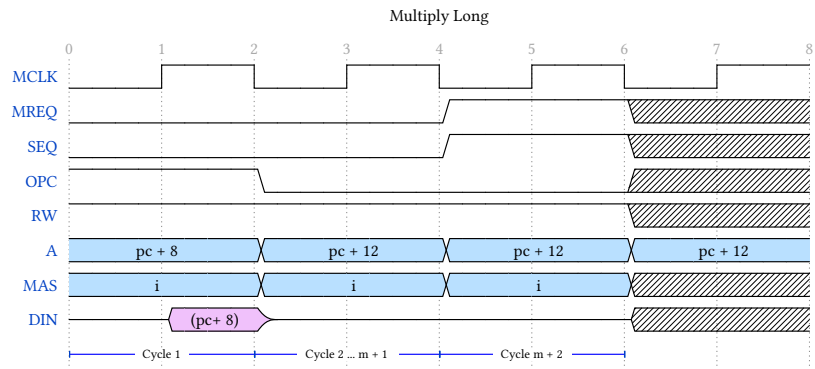 Multiply Long
0 1 2 3 4 5 6 7 8
MCLK
MREQ
SEQ
OPC
RW
A pc + 8 pc + 12 pc + 12 pc + 12
MAS i i i
DIN (pc+ 8)
Cycle 1 Cycle 2 ... m + 1 Cycle m + 2